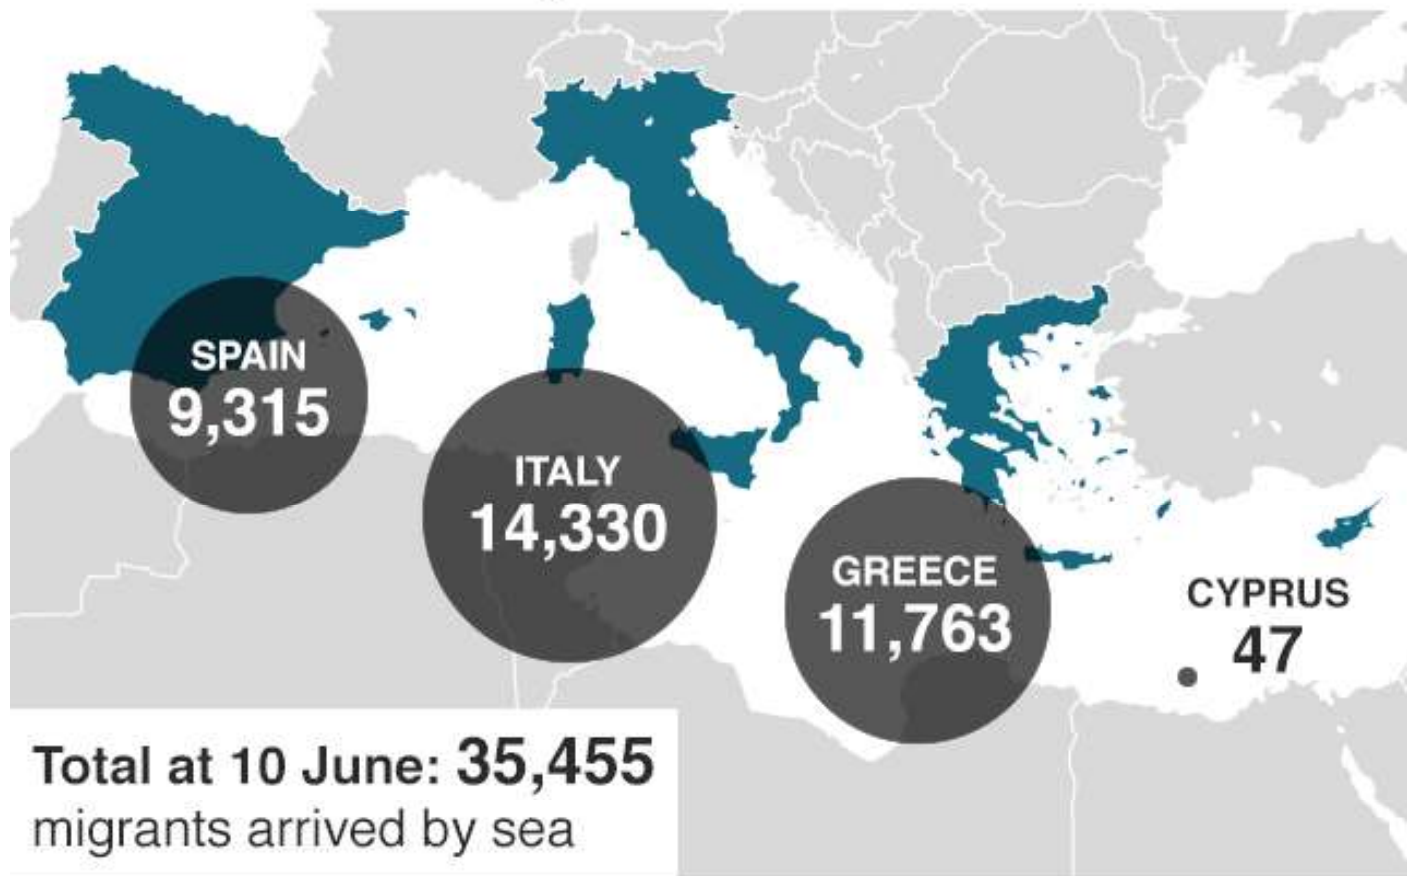 SPAIN
9,315
ITALY
14,330
GREECE
11,763
CYPRUS
47
Total at 10 June: 35,455
migrants arrived by sea